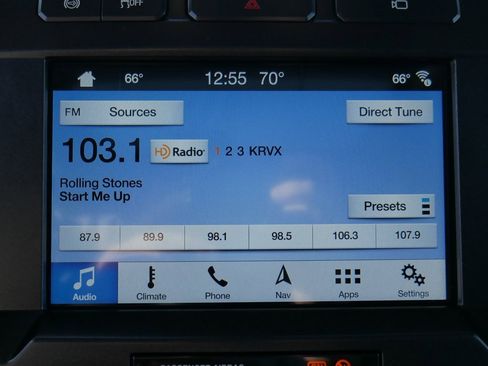 66° 12:55 70° 66°
FM Sources Direct Tune
103.1 HD Radio 1 2 3 KRVX
Rolling Stones
Start Me Up
Presets
87.9 89.9 98.1 98.5 106.3 107.9
Audio Climate Phone Nav Apps Settings
PASSENGER AIRBAG